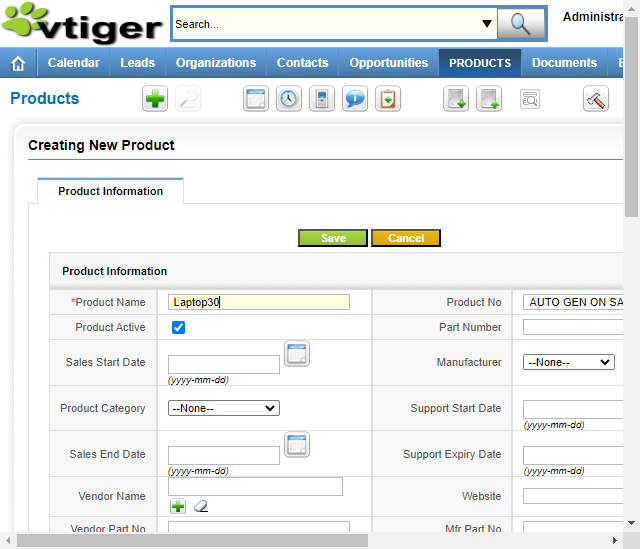 vtiger
Search...
Administra
Calendar Leads Organizations Contacts Opportunities PRODUCTS Documents
Products
Creating New Product
Product Information
Save Cancel
Product Information
*Product Name Laptop30 Product No AUTO GEN ON SA
Product Active Part Number
Sales Start Date Manufacturer --None--
(yyyy-mm-dd)
Product Category --None-- Support Start Date
(yyyy-mm-dd)
Sales End Date Support Expiry Date
(yyyy-mm-dd) (yyyy-mm-dd)
Vendor Name Website
Vendor Part No Mfr Part No